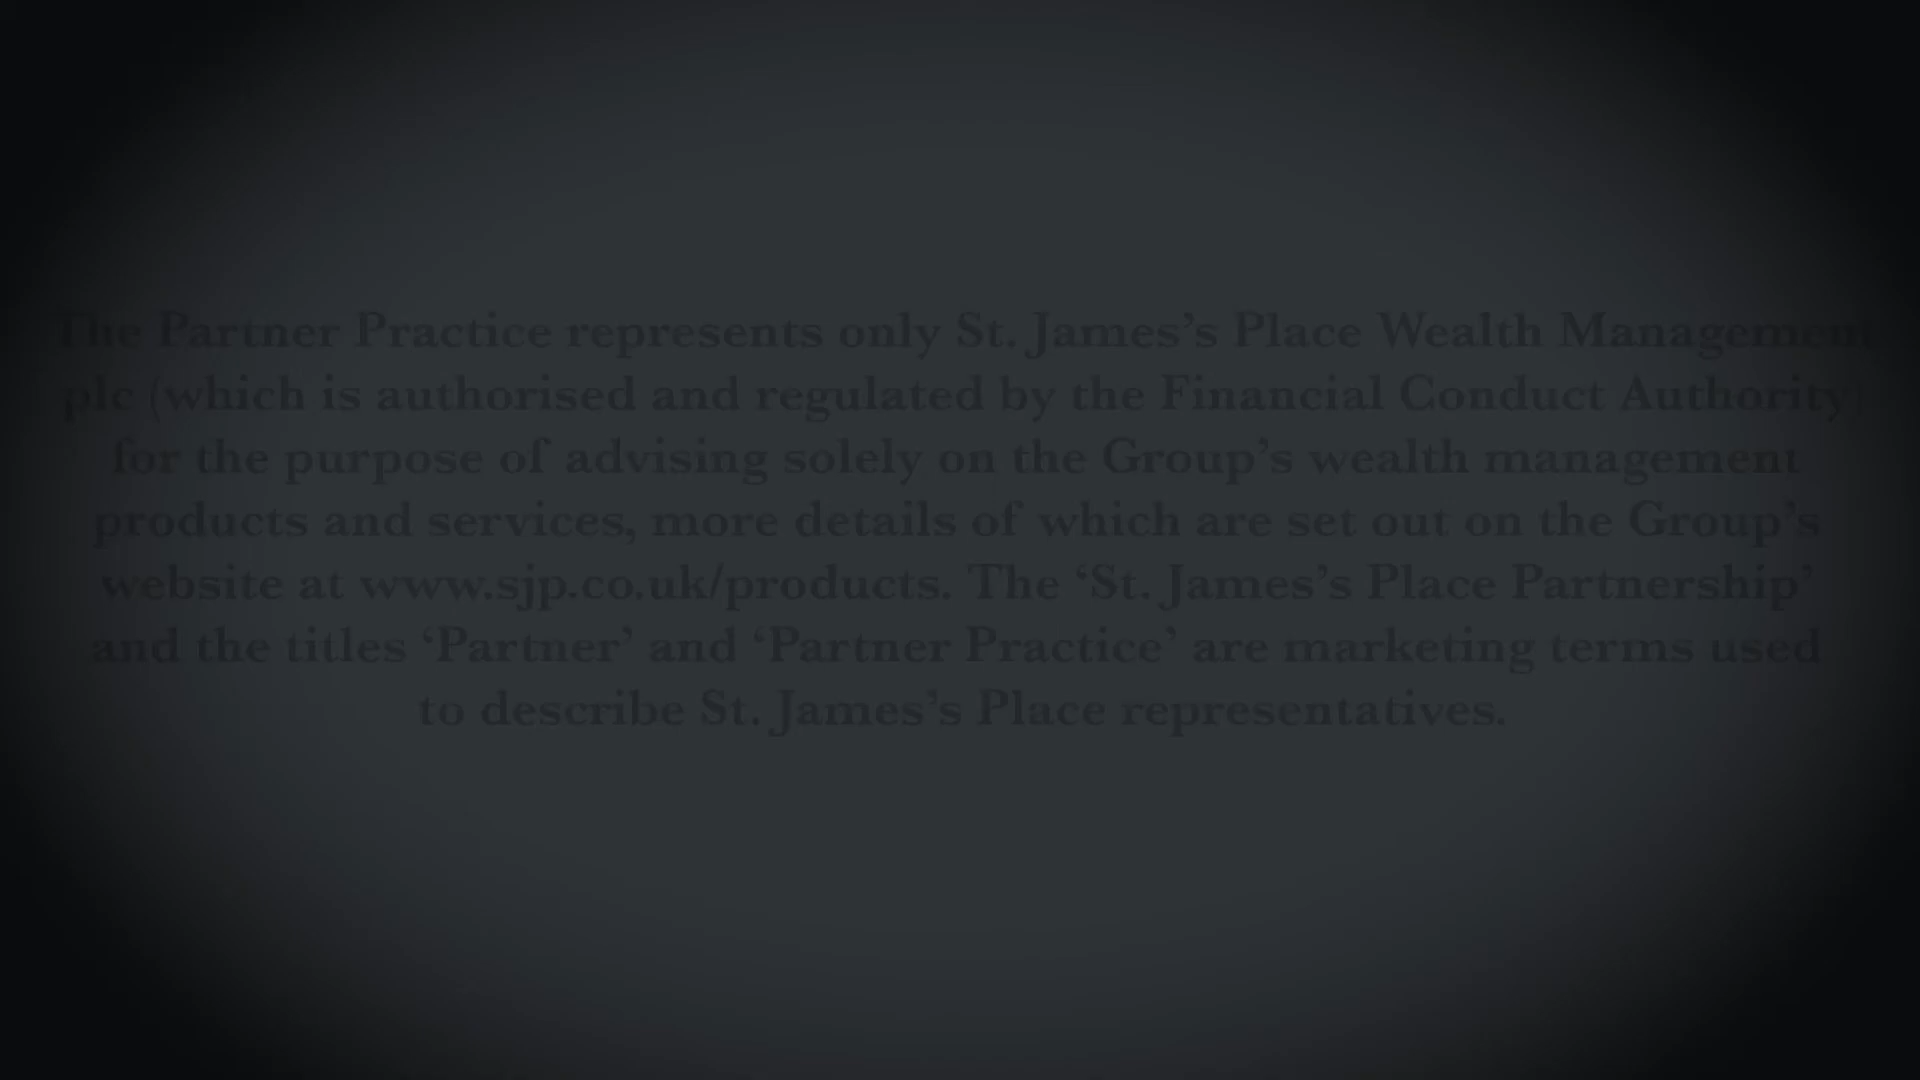 The Partner Practice represents only St. James’s Place Wealth Management
plc (which is authorised and regulated by the Financial Conduct Authority)
for the purpose of advising solely on the Group’s wealth management
products and services, more details of which are set out on the Group’s
website at www.sjp.co.uk/products. The ‘St. James’s Place Partnership’
and the titles ‘Partner’ and ‘Partner Practice’ are marketing terms used
to describe St. James’s Place representatives.